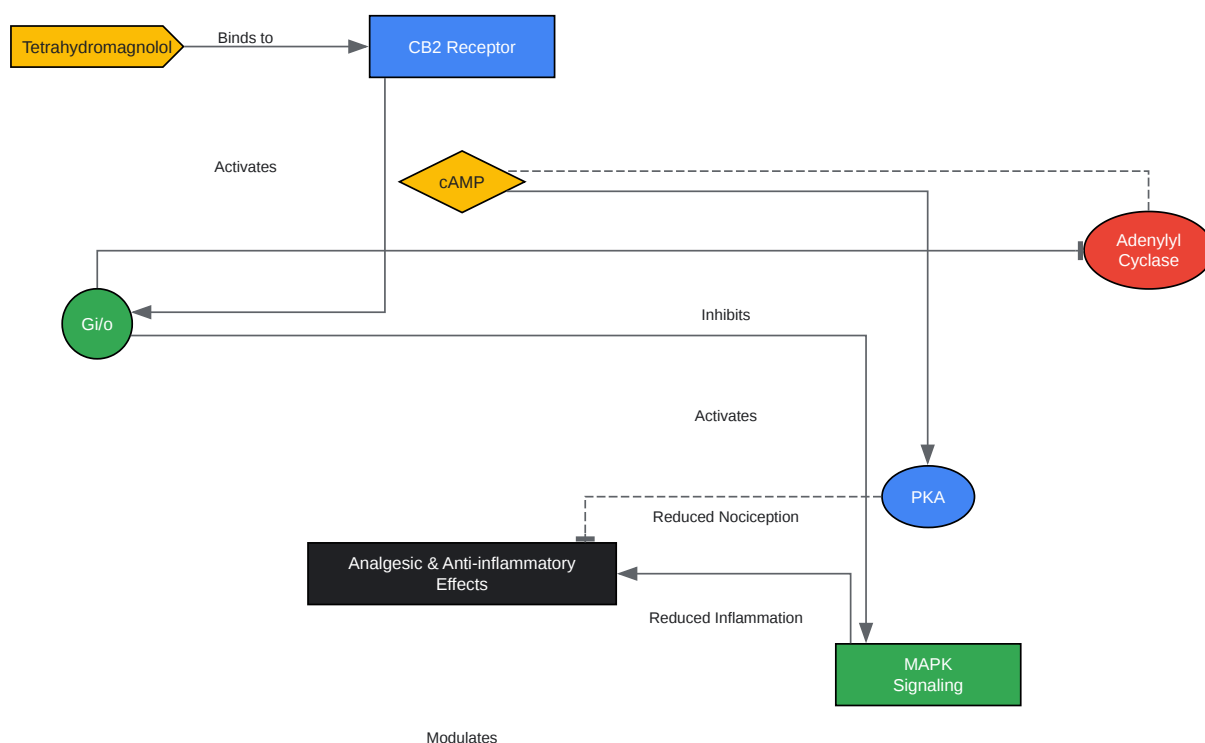 Tetrahydromagnolol
Binds to
CB2 Receptor
Activates
cAMP
Adenylyl
Cyclase
Gi/o
Inhibits
Activates
PKA
Reduced Nociception
Analgesic & Anti-inflammatory
Effects
Reduced Inflammation
MAPK
Signaling
Modulates